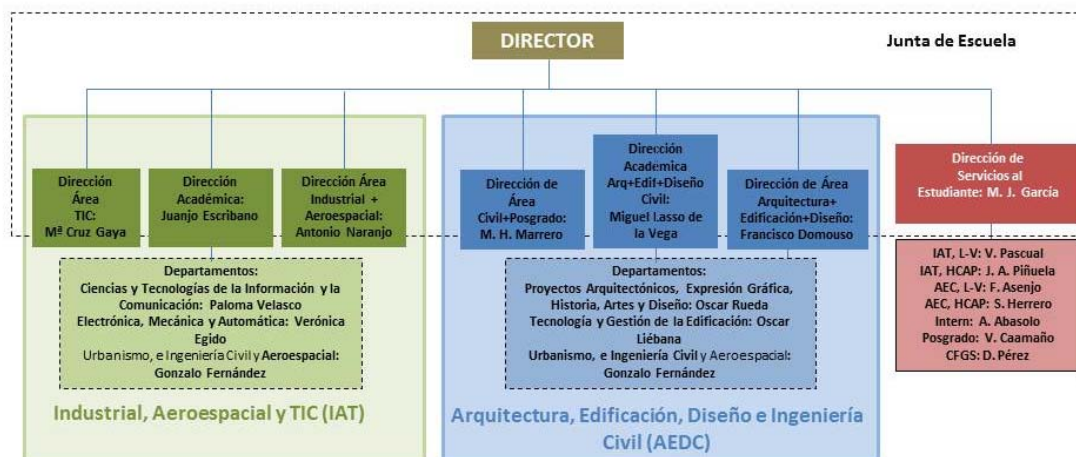 DIRECTOR
Junta de Escuela
Dirección
Área
TIC:
Mª Cruz Gaya
Dirección
Académica:
Juanjo Escribano
Dirección Área
Industrial +
Aeroespacial:
Antonio Naranjo
Dirección de
Área
Civil+Posgrado:
M. H. Marrero
Dirección
Academica
Arq+Edif+Diseño
Civil:
Miguel Lasso de
la Vega
Dirección de Área
Arquitectura+
Edificación+Diseño:
Francisco Domouso
Dirección de
Servicios al
Estudiante: M. J. García
Departamentos:
Ciencias y Tecnologías de la Información y la
Comunicación: Paloma Velasco
Electrónica, Mecánica y Automática: Verónica
Egido
Urbanismo, e Ingeniería Civil y Aeroespacial:
Gonzalo Fernández
Departamentos:
Proyectos Arquitectónicos, Expresión Gráfica,
Historia, Artes y Diseño: Oscar Rueda
Tecnología y Gestión de la Edificación: Oscar
Liébana
Urbanismo, e Ingeniería Civil y Aeroespacial:
Gonzalo Fernández
IAT, L-V: V. Pascual
IAT, HCAP: J. A. Piñuela
AEC, L-V: F. Asenjo
AEC, HCAP: S. Herrero
Intern: A. Abasolo
Posgrado: V. Caamaño
CFGS: D. Pérez
Industrial, Aeroespacial y TIC (IAT)
Arquitectura, Edificación, Diseño e Ingeniería
Civil (AEDC)